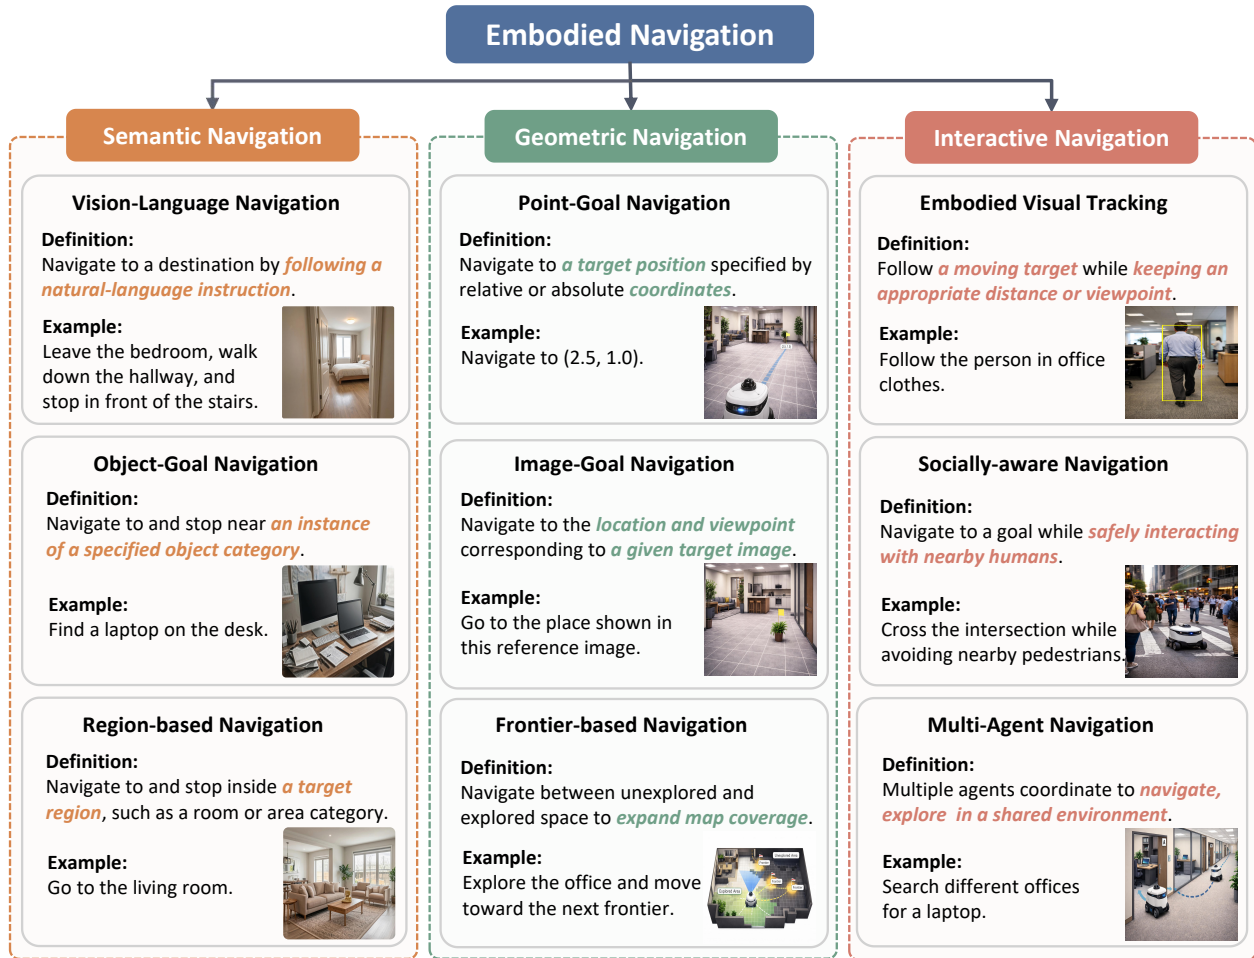 Embodied Navigation
Semantic Navigation
Vision-Language Navigation
Definition:
Navigate to a destination by following a
natural-language instruction.
Example:
Leave the bedroom, walk
down the hallway, and
stop in front of the stairs.
Object-Goal Navigation
Definition:
Navigate to and stop near an instance
of a specified object category.
Example:
Find a laptop on the desk.
Region-based Navigation
Definition:
Navigate to and stop inside a target
region, such as a room or area category.
Example:
Go to the living room.
Geometric Navigation
Point-Goal Navigation
Definition:
Navigate to a target position specified by
relative or absolute coordinates.
Example:
Navigate to (2.5, 1.0).
Image-Goal Navigation
Definition:
Navigate to the location and viewpoint
corresponding to a given target image.
Example:
Go to the place shown in
this reference image.
Frontier-based Navigation
Definition:
Navigate between unexplored and
explored space to expand map coverage.
Example:
Explore the office and move
toward the next frontier.
Unexplored Area
Explored Area
Interactive Navigation
Embodied Visual Tracking
Definition:
Follow a moving target while keeping an
appropriate distance or viewpoint.
Example:
Follow the person in office
clothes.
Socially-aware Navigation
Definition:
Navigate to a goal while safely interacting
with nearby humans.
Example:
Cross the intersection while
avoiding nearby pedestrians.
Multi-Agent Navigation
Definition:
Multiple agents coordinate to navigate,
explore  in a shared environment.
Example:
Search different offices
for a laptop.